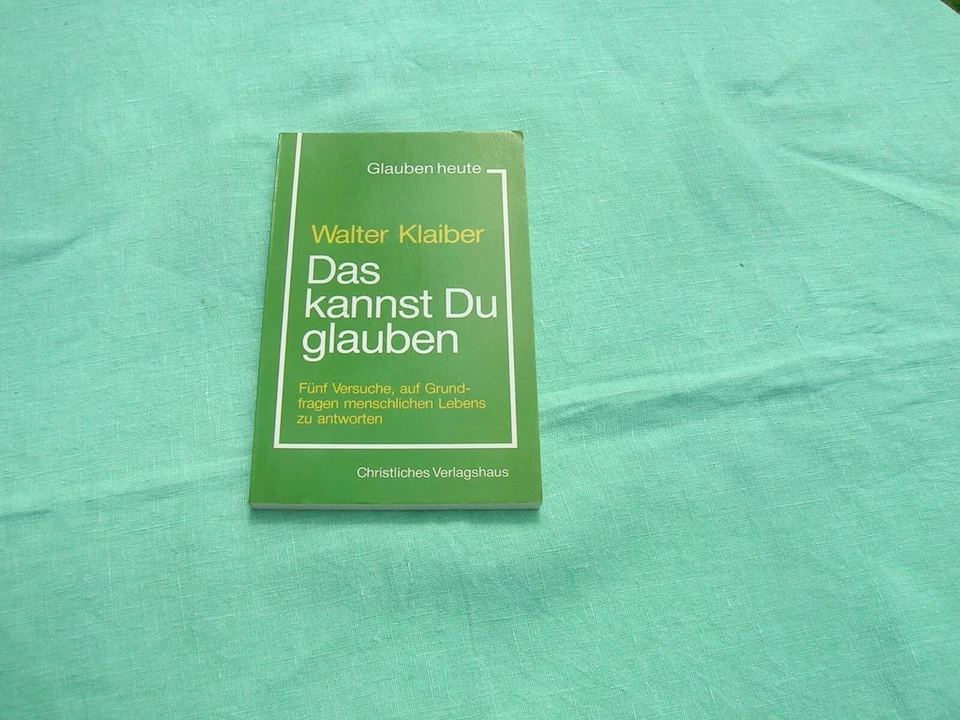 Glauben heute
Walter Klaiber
Das
kannst Du
glauben
Fünf Versuche, auf Grund-
fragen menschlichen Lebens
zu antworten
Christliches Verlagshaus